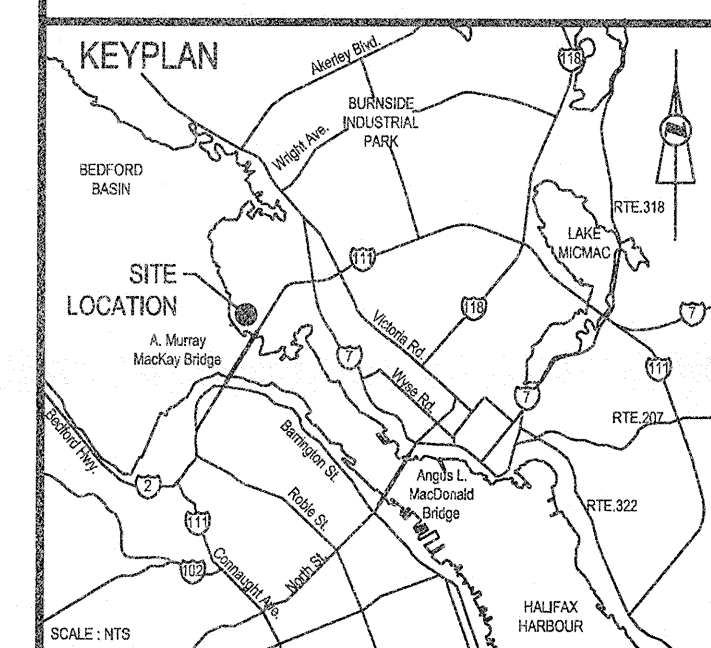 KEYPLAN
Akerley Blvd.
118
BURNSIDE
INDUSTRIAL
PARK
Wright Ave.
BEDFORD
BASIN
RTE.318
LAKE
MICMAC
111
SITE
LOCATION
118
7
Victoria Rd.
A. Murray
MacKay Bridge
7
111
Wyse Rd.
7
RTE.207
Bedford Hwy.
Barrington St.
2
Angus L.
MacDonald
Bridge
Robie St.
RTE.322
111
North St.
102
Connaught Ave.
HALIFAX
HARBOUR
SCALE : NTS